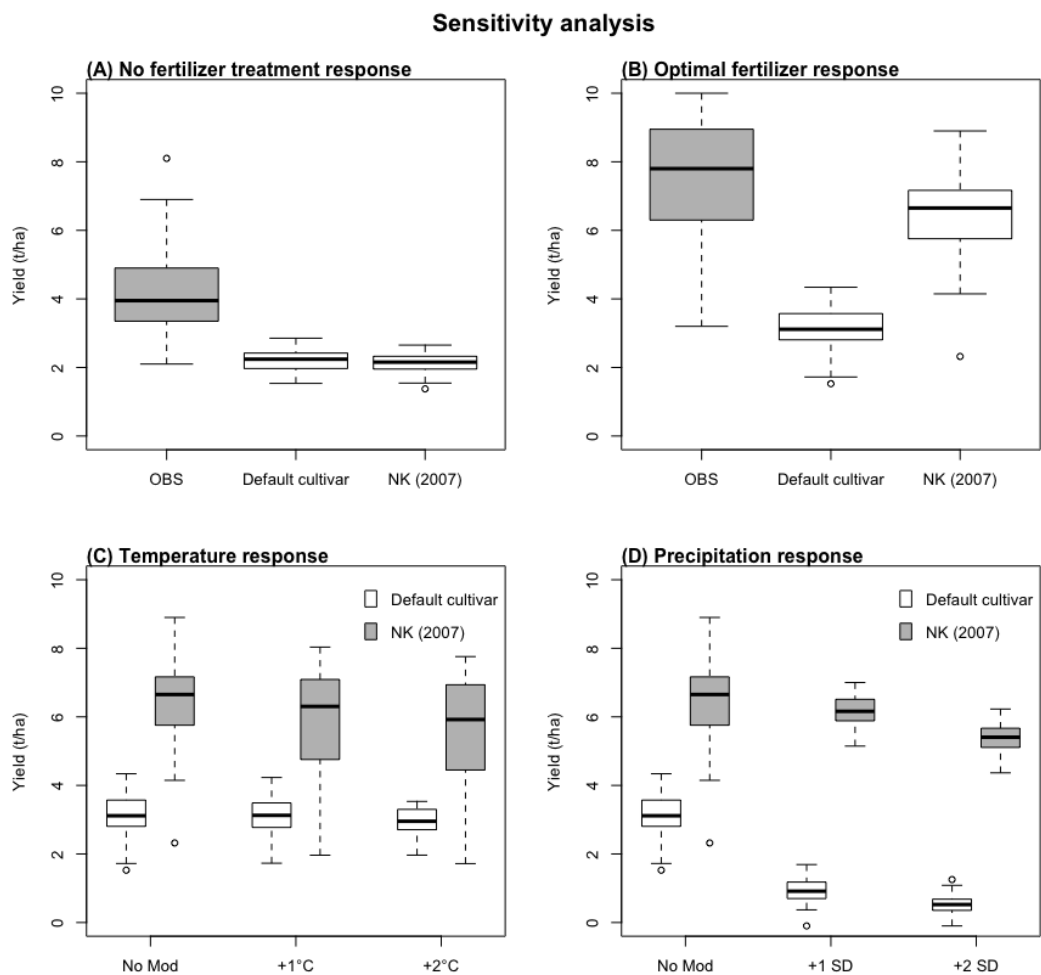 Sensitivity analysis
(A) No fertilizer treatment response
Yield (t/ha)
10
8
6
4
2
0
OBS Default cultivar NK (2007)
(B) Optimal fertilizer response
Yield (t/ha)
10
8
6
4
2
0
OBS Default cultivar NK (2007)
(C) Temperature response
Yield (t/ha)
10
8
6
4
2
0
Default cultivar
NK (2007)
No Mod +1°C +2°C
(D) Precipitation response
Yield (t/ha)
10
8
6
4
2
0
Default cultivar
NK (2007)
No Mod +1 SD +2 SD